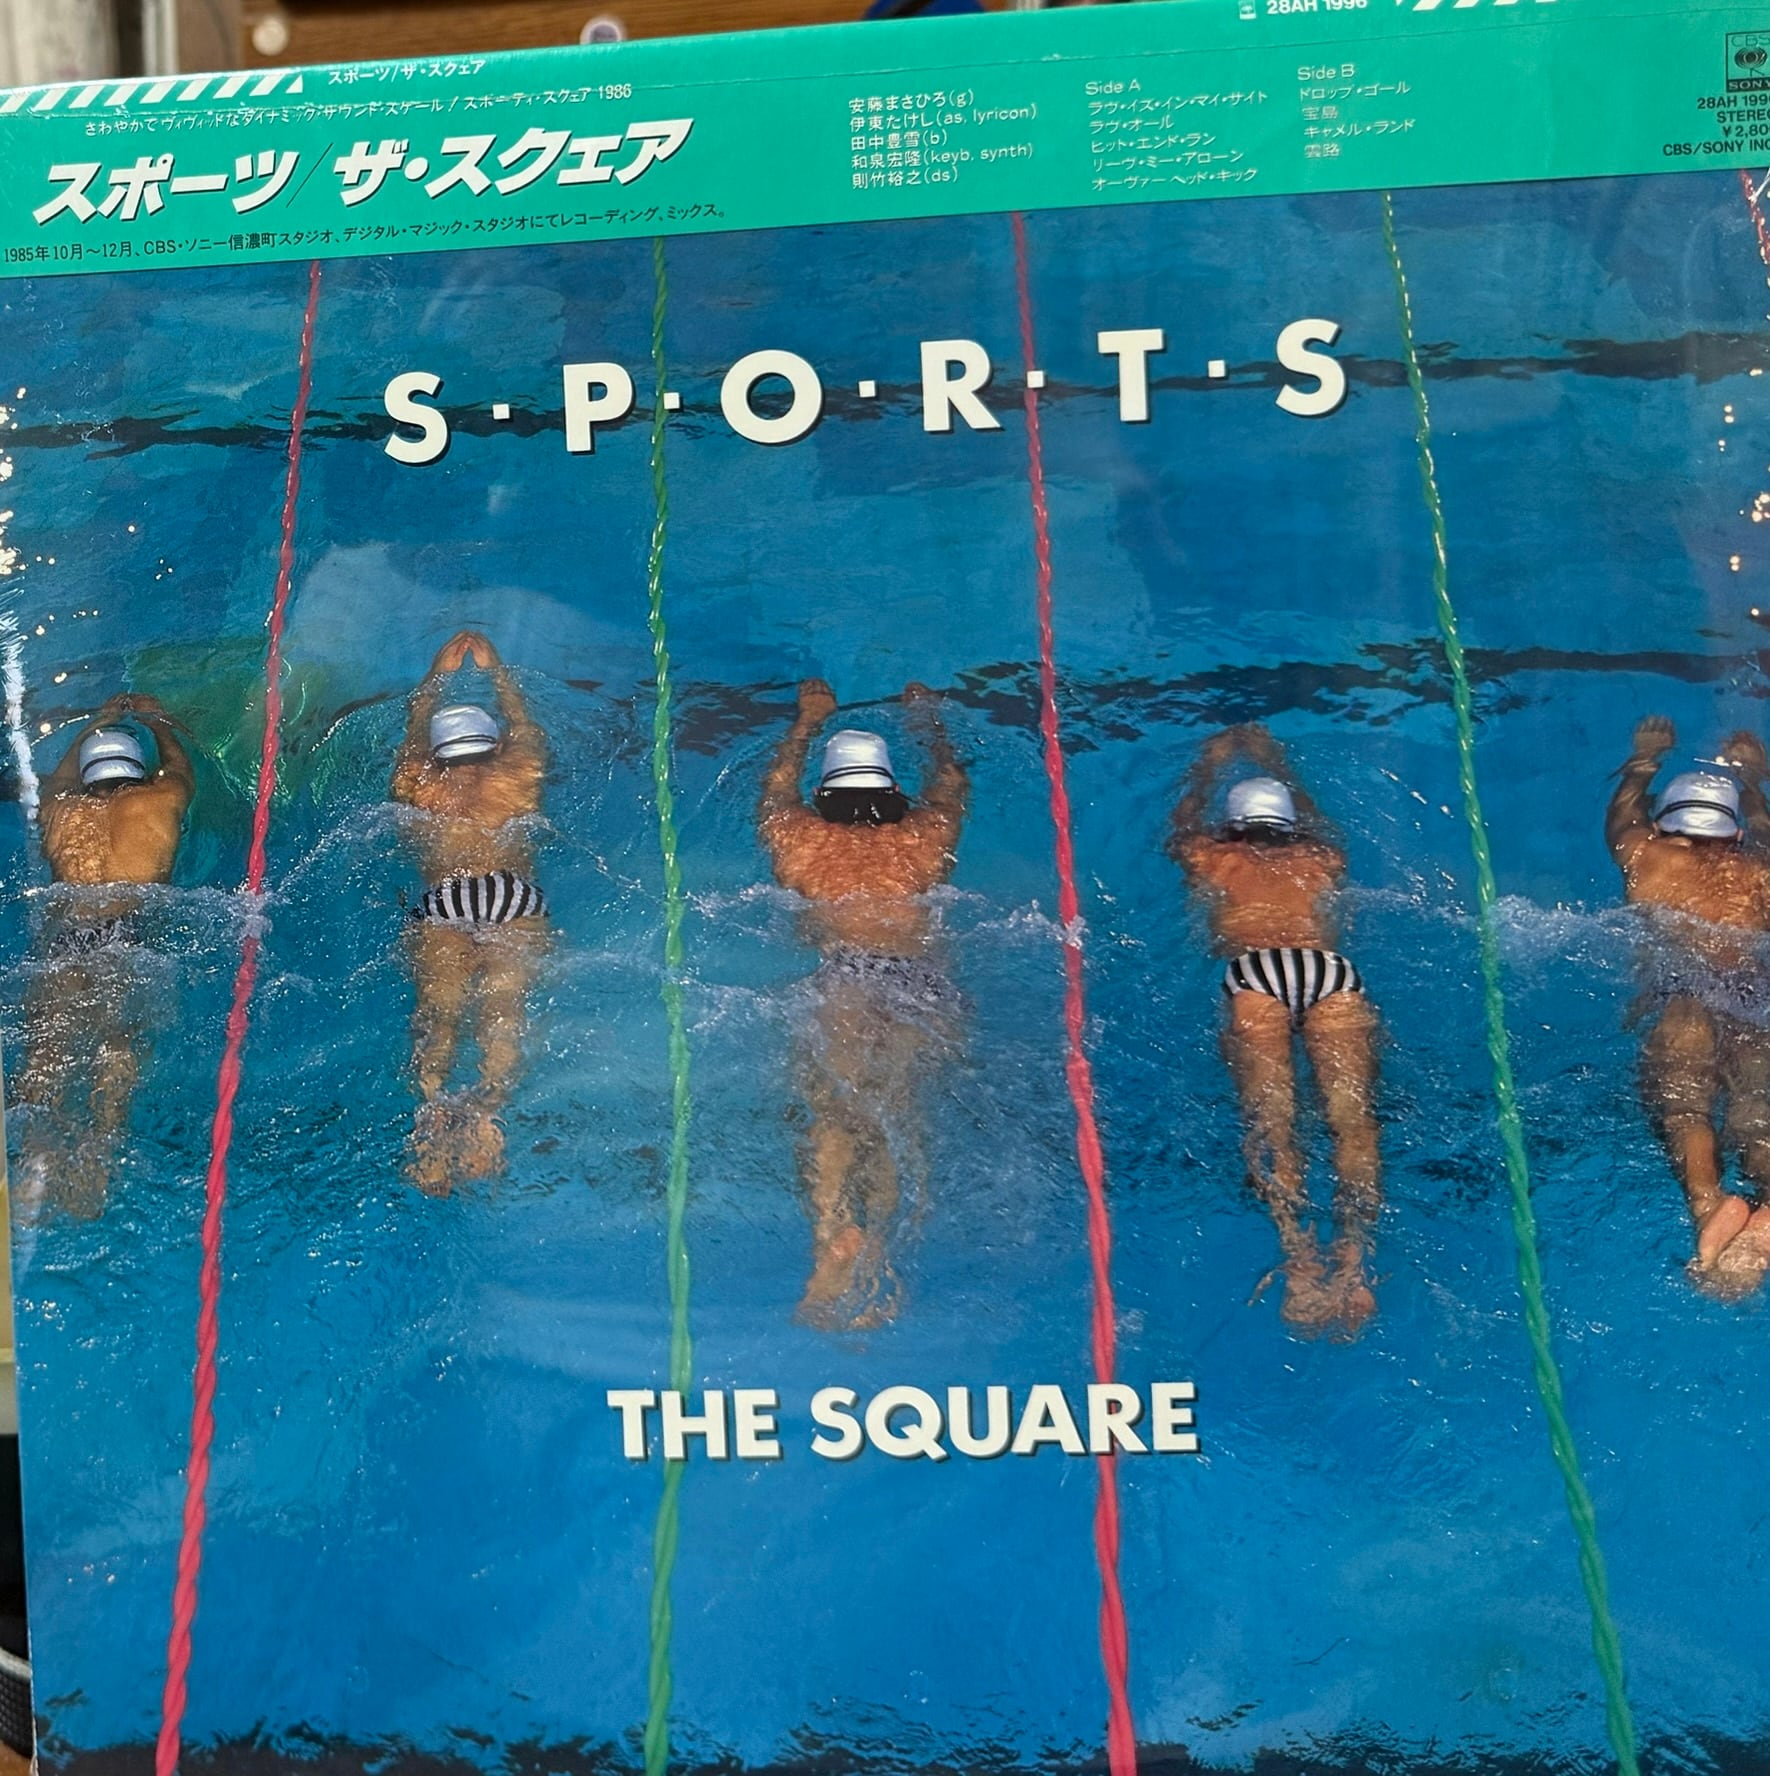 28AH 1996
スポーツ/ザ・スクェア
さわやかでヴィヴィッドなダイナミック・サウンド・スケール / スポーティ・スクェア 1986
スポーツ/ザ・スクェア
1985年10月〜12月、CBS・ソニー信濃町スタジオ、デジタル・マジック・スタジオにてレコーディング、ミックス。
安藤まさひろ(g)
伊東たけし(as, lyricon)
田中豊雪(b)
和泉宏隆(keyb, synth)
則竹裕之(ds)
Side A
ラヴ・イズ・イン・マイ・サイト
ラヴ・オール
ヒット・エンド・ラン
リーヴ・ミー・アローン
オーヴァー ヘッド・キック
Side B
ドロップ・ゴール
宝島
キャメル・ランド
雲路
CBS
SONY
28AH 199
STEREO
¥2,80
CBS/SONY INC
S・P・O・R・T・S
THE SQUARE